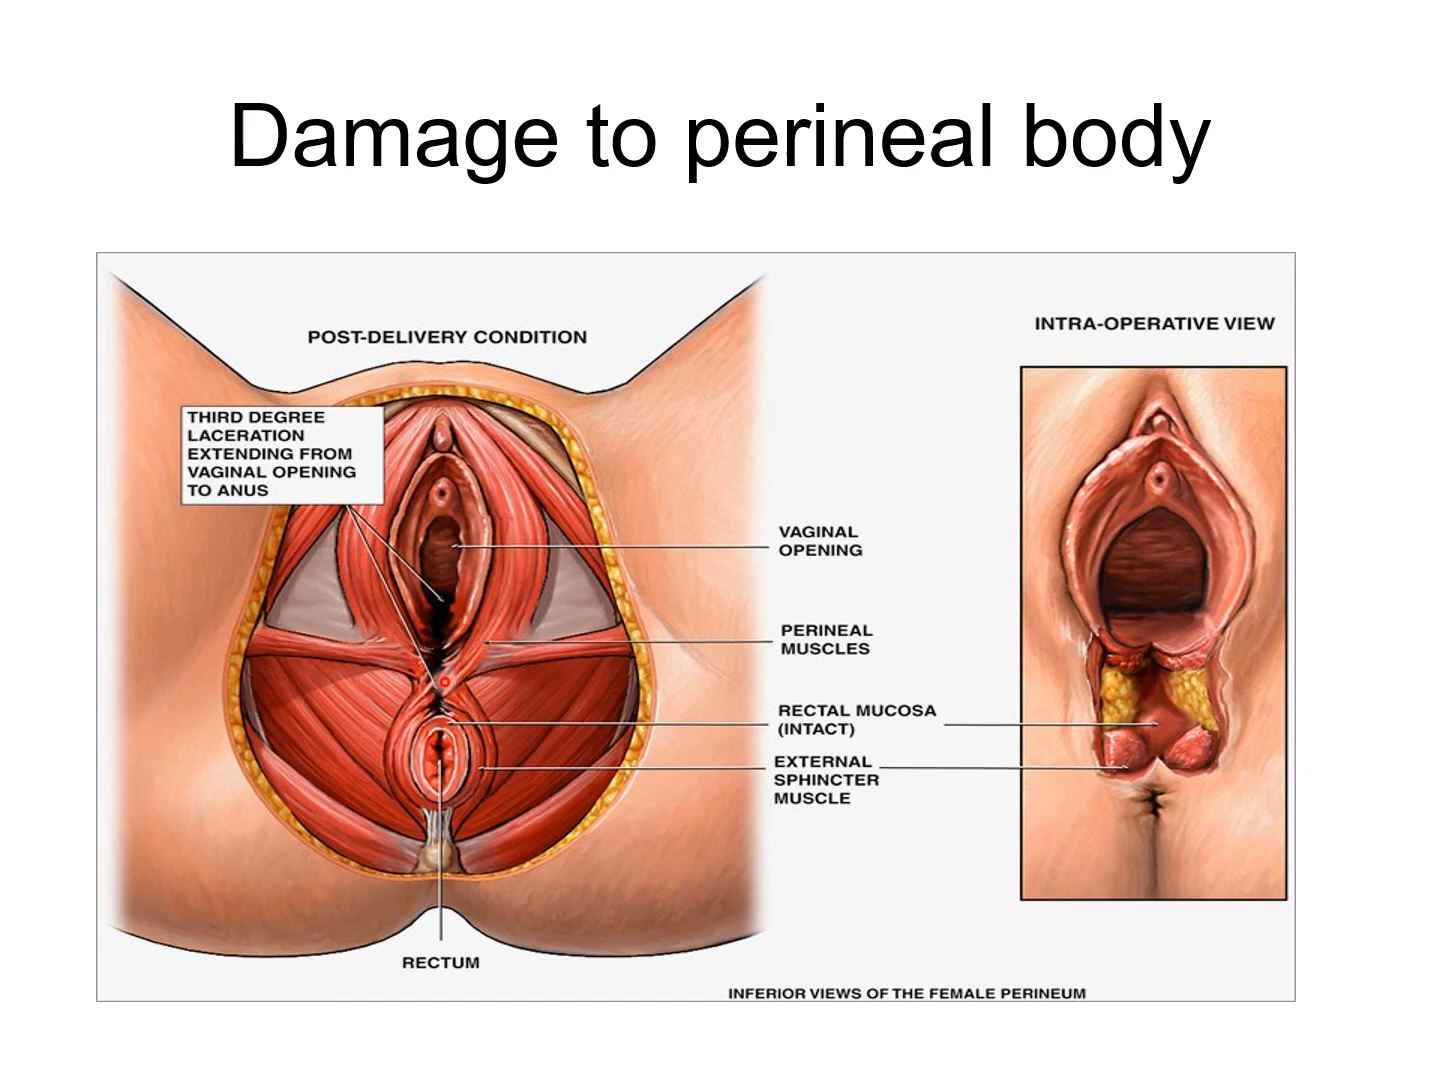 Damage to perineal body
POST-DELIVERY CONDITION
INTRA-OPERATIVE VIEW
THIRD DEGREE
LACERATION
EXTENDING FROM
VAGINAL OPENING
TO ANUS
VAGINAL
OPENING
PERINEAL
MUSCLES
RECTAL MUCOSA
(INTACT)
EXTERNAL
SPHINCTER
MUSCLE
RECTUM
INFERIOR VIEWS OF THE FEMALE PERINEUM